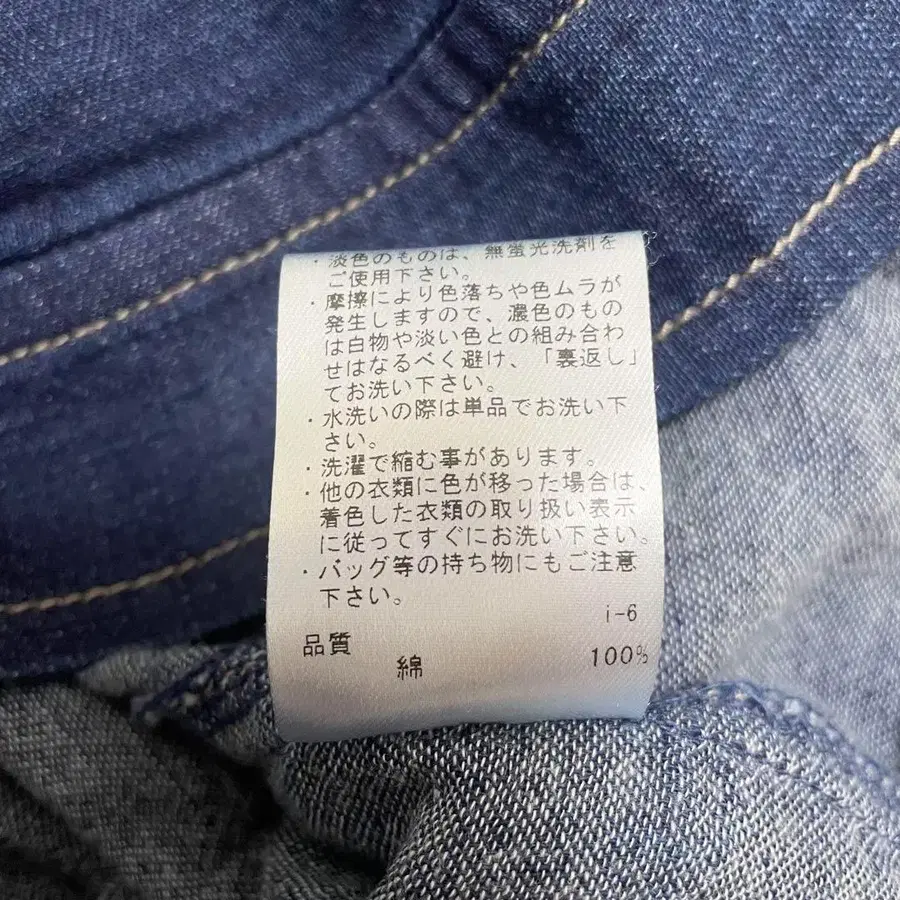 ・淡色のものは、無蛍光洗剤を
ご使用下さい。
・摩擦により色落ちや色ムラが
発生しますので、濃色のもの
は白物や淡い色との組み合わ
せはなるべく避け、「裏返し」
てお洗い下さい。
・水洗いの際は単品でお洗い下
さい。
・洗濯で縮む事があります。
・他の衣類に色が移った場合は、
着色した衣類の取り扱い表示
に従ってすぐにお洗い下さい。
・バッグ等の持ち物にもご注意
下さい。
i-6
品質
綿 100%